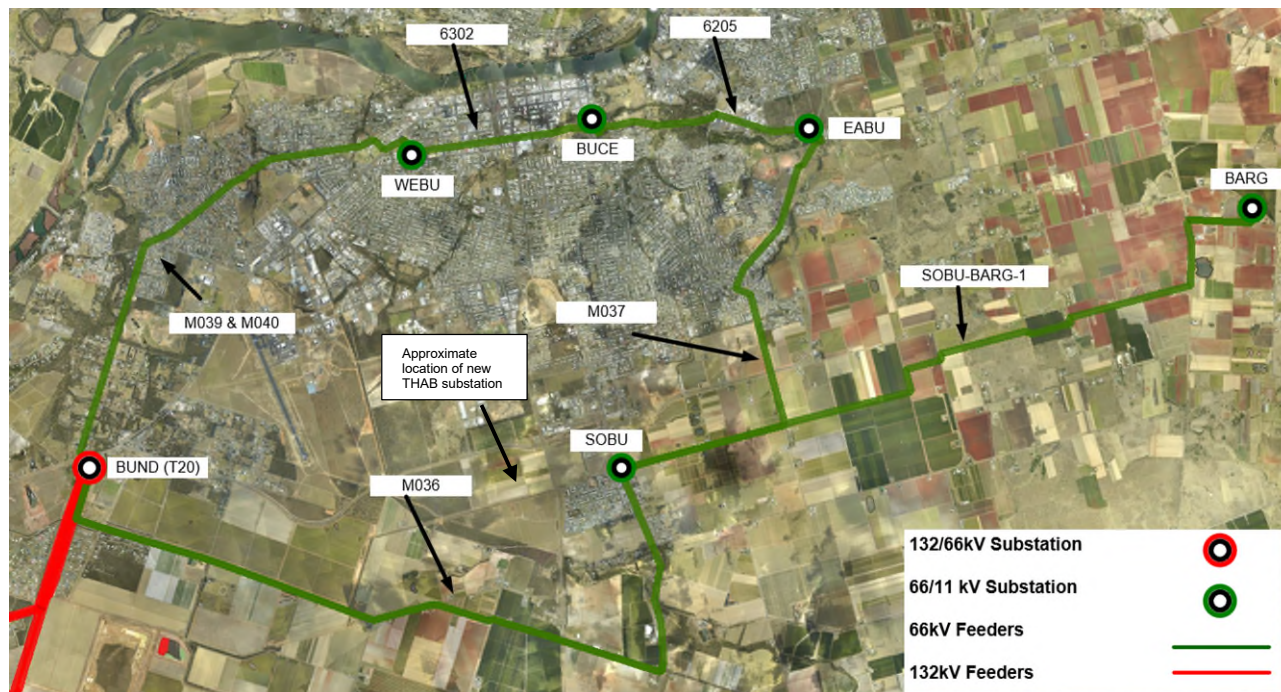 6302
6205
EABU
BUCE
WEBU
BARG
SOBU-BARG-1
M037
M039 & M040
Approximate
location of new
THAB substation
SOBU
BUND (T20)
M036
132/66kV Substation
66/11 kV Substation
66kV Feeders
132kV Feeders